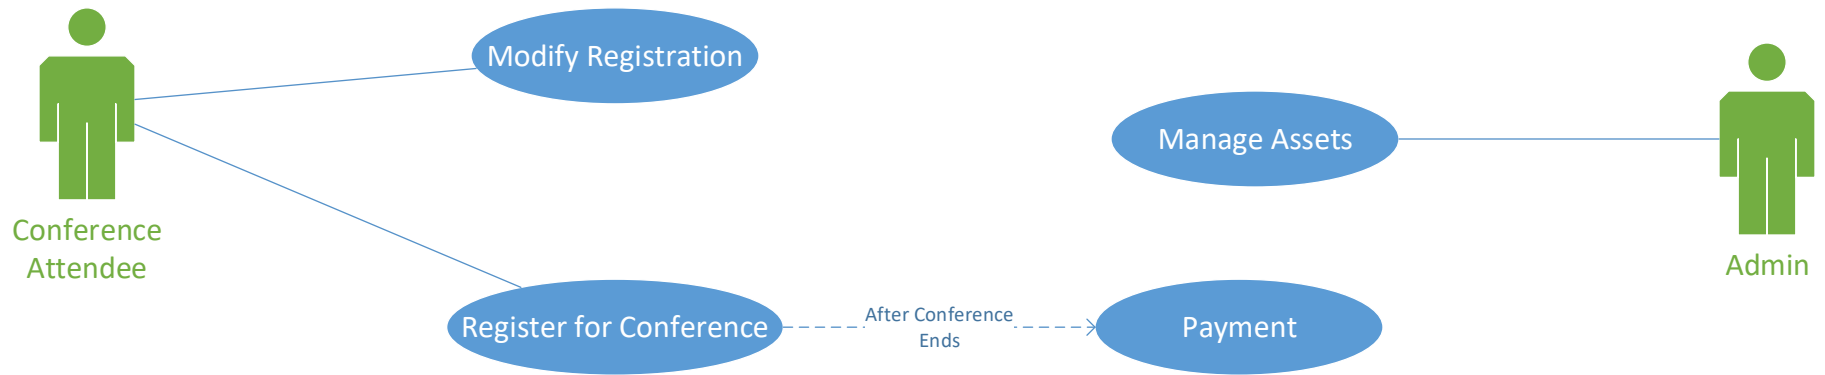 Modify Registration
Manage Assets
Conference
Attendee
Admin
Register for Conference
After Conference
Ends
Payment